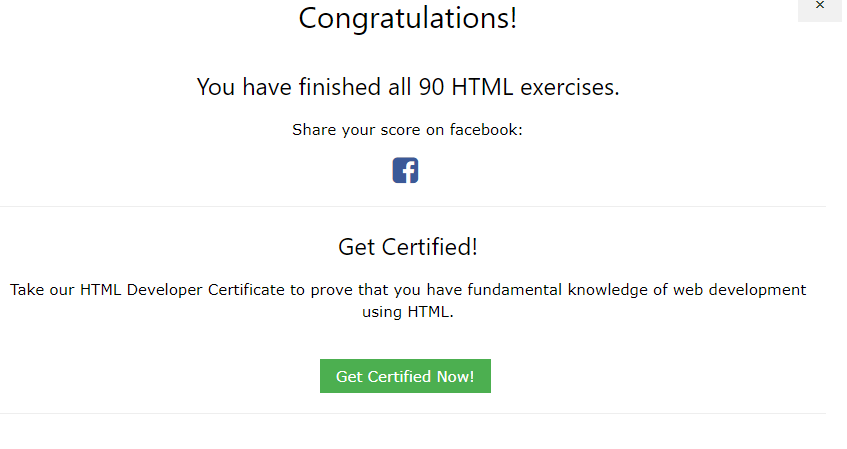 Congratulations!
×
You have finished all 90 HTML exercises.
Share your score on facebook:
Get Certified!
Take our HTML Developer Certificate to prove that you have fundamental knowledge of web development
using HTML.
Get Certified Now!